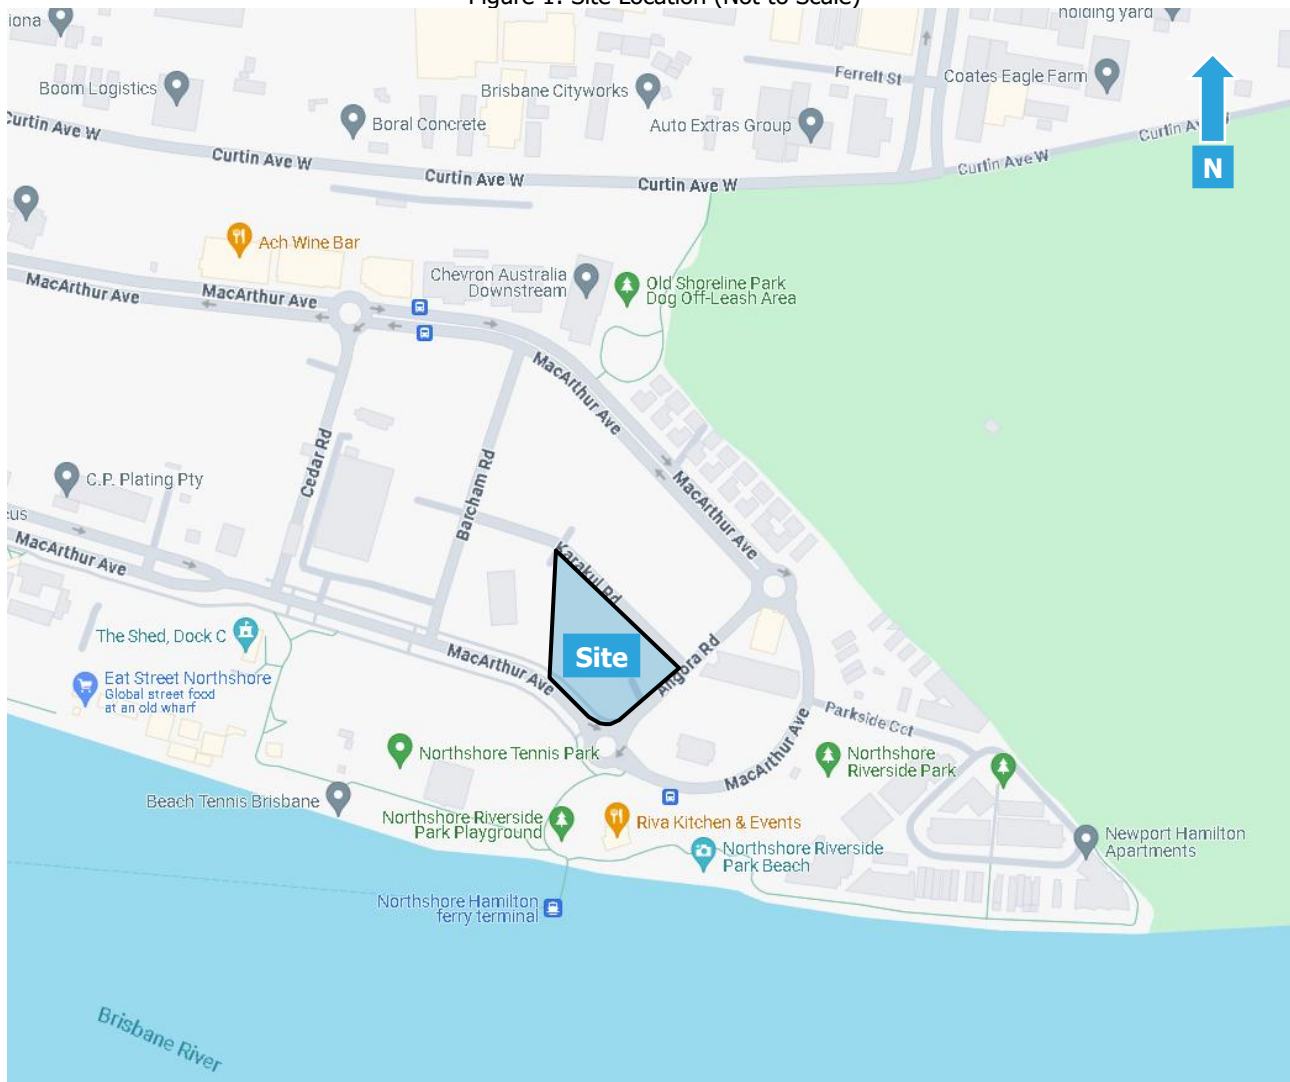 Figure 1: Site Location (Not to Scale)
iona
holding yard
Ferrett St
Coates Eagle Farm
Boom Logistics
Brisbane Cityworks
Boral Concrete
Auto Extras Group
Curtin Ave W
Curtin Ave W
Curtin Ave W
Curtin Ave W
Curtin Ave W
Curtin Av
N
Ach Wine Bar
Chevron Australia
Downstream
Old Shoreline Park
Dog Off-Leash Area
MacArthur Ave
MacArthur Ave
MacArthur Ave
MacArthur Ave
Cedar Rd
Barcham Rd
C.P. Plating Pty
cus
MacArthur Ave
Karakul Rd
Site
Angora Rd
The Shed, Dock C
MacArthur Ave
Eat Street Northshore
Global street food
at an old wharf
Parkside Cct
Northshore Tennis Park
MacArthur Ave
Northshore
Riverside Park
Beach Tennis Brisbane
Northshore Riverside
Park Playground
Riva Kitchen & Events
Newport Hamilton
Apartments
Northshore Riverside
Park Beach
Northshore Hamilton
ferry terminal
Brisbane River